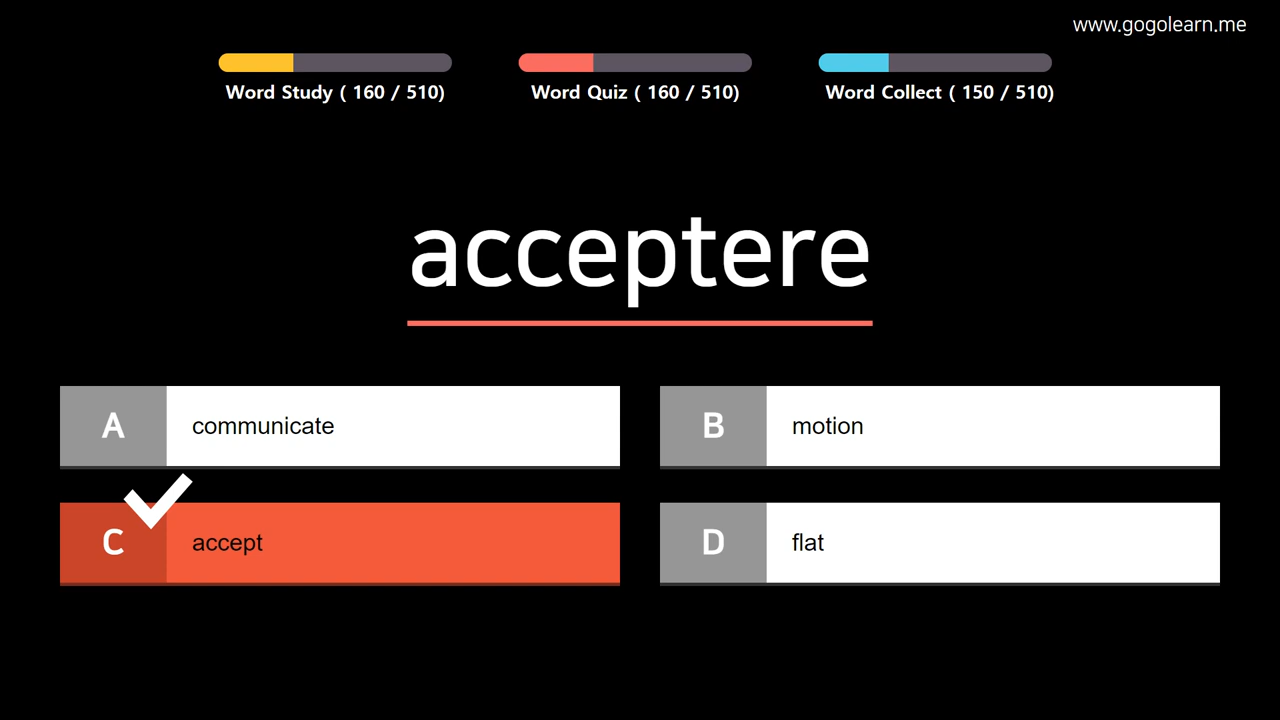 www.gogolearn.me
Word Study ( 160 / 510)
Word Quiz ( 160 / 510)
Word Collect ( 150 / 510)
acceptere
A communicate
B motion
C accept
D flat